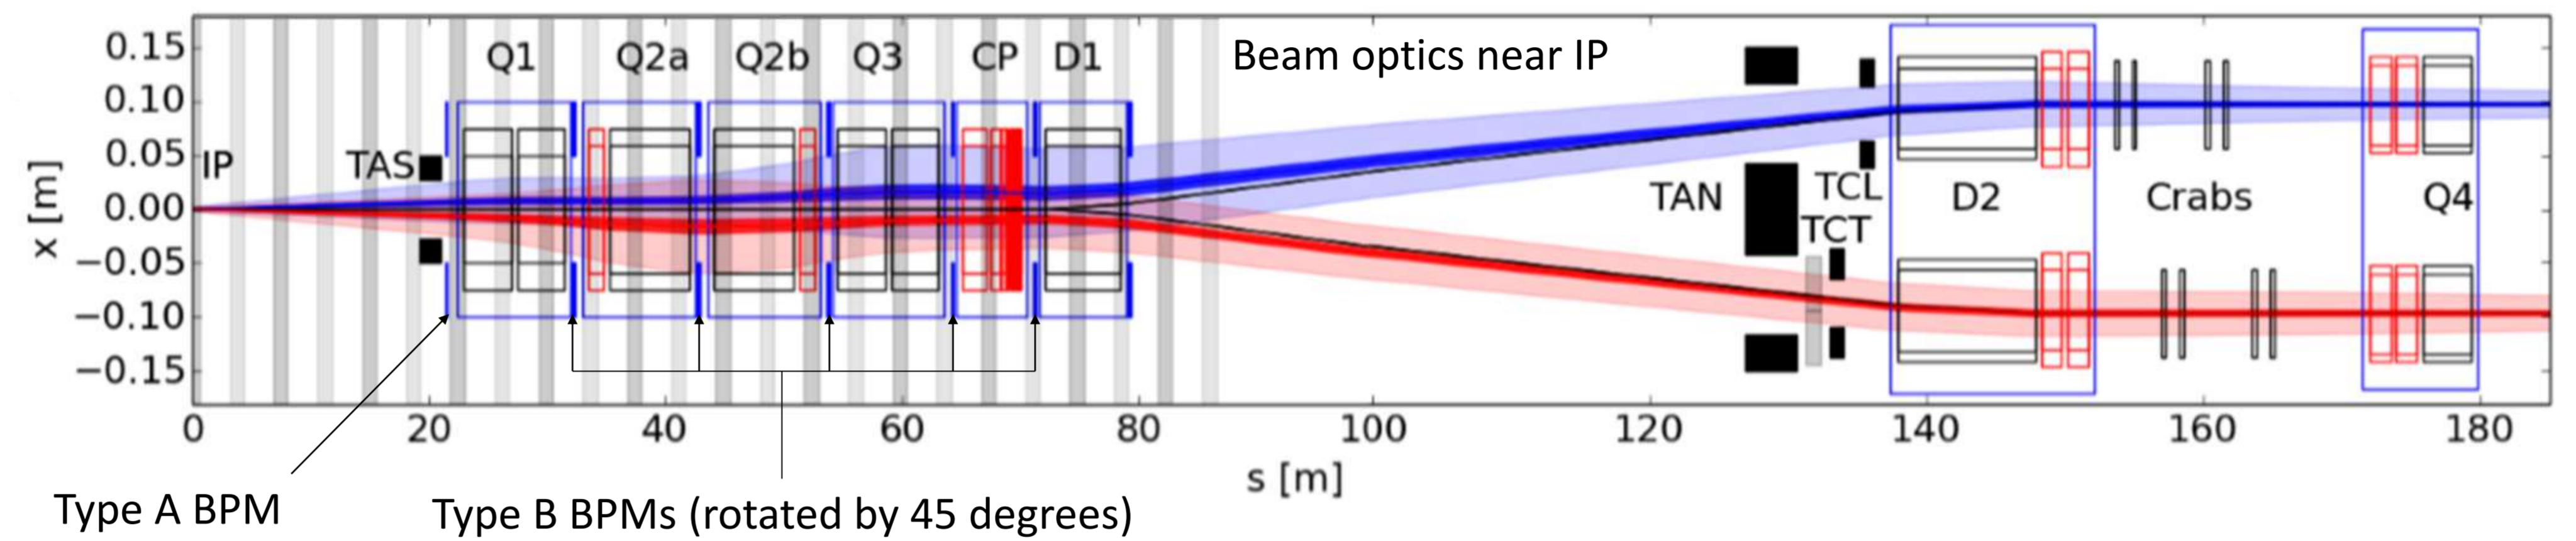 Q1 Q2a Q2b Q3 CP D1
Beam optics near IP
0.15
0.10
0.05
0.00
−0.05
−0.10
−0.15
x [m]
IP
TAS
TAN
TCL
TCT
D2
Crabs
Q4
0 20 40 60 80 100 120 140 160 180
s [m]
Type A BPM
Type B BPMs (rotated by 45 degrees)